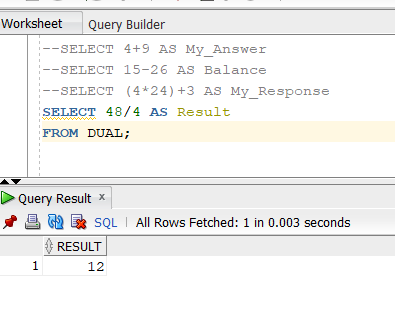 Worksheet Query Builder
--SELECT 4+9 AS My_Answer
--SELECT 15-26 AS Balance
--SELECT (4*24)+3 AS My_Response
SELECT 48/4 AS Result
FROM DUAL;
Query Result x
SQL | All Rows Fetched: 1 in 0.003 seconds
RESULT
1 12